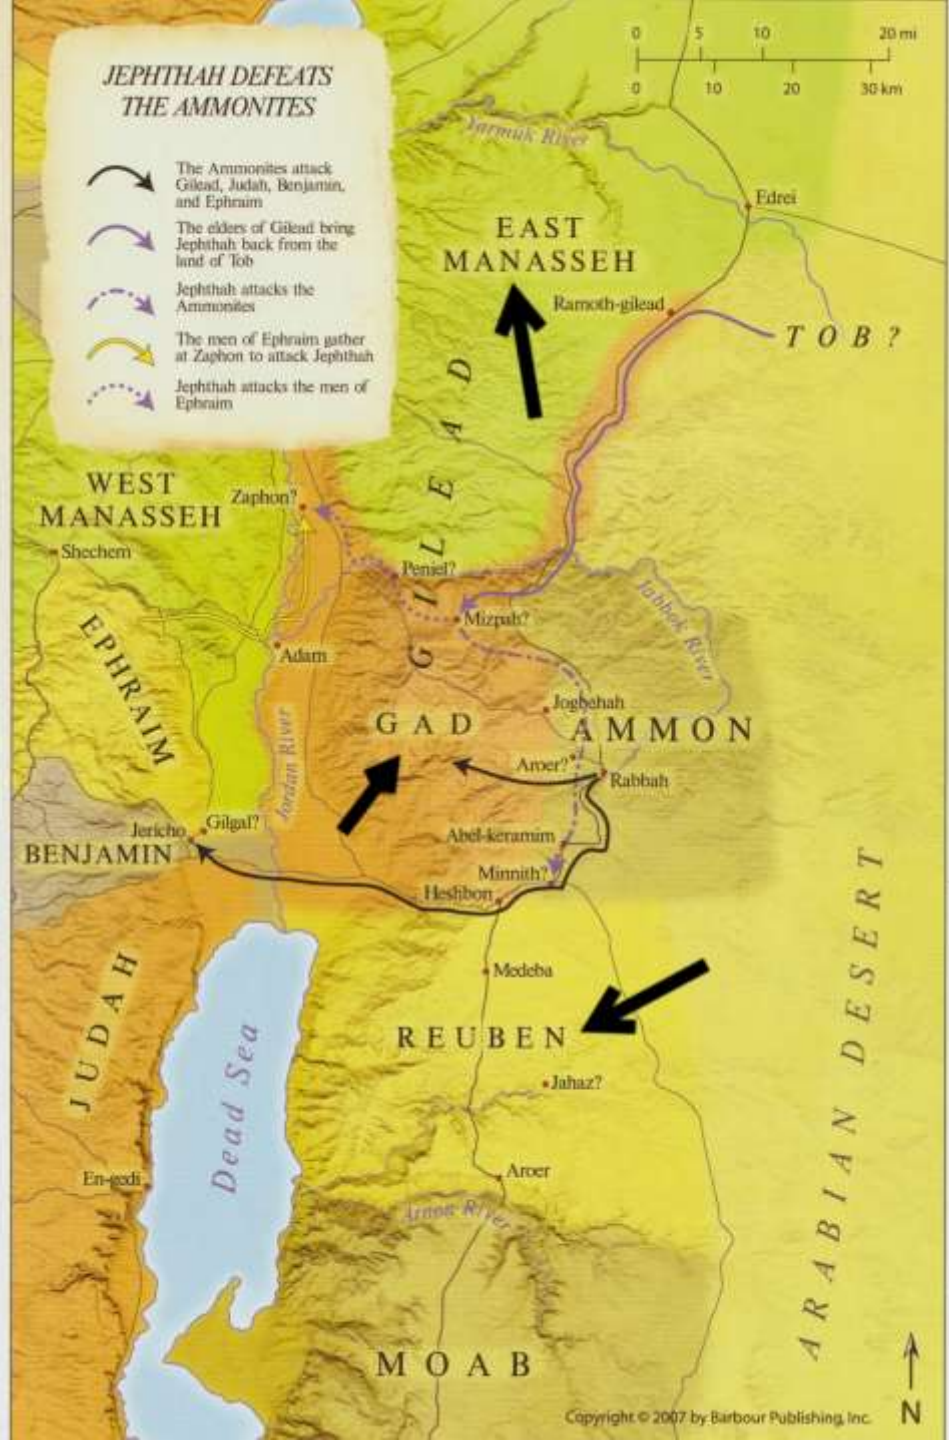 JEPHTHAH DEFEATS
THE AMMONITES
The Ammonites attack
Gilead, Judah, Benjamin,
and Ephraim
The elders of Gilead bring
Jephthah back from the
land of Tob
Jephthah attacks the
Ammonites
The men of Ephraim gather
at Zaphon to attack Jephthah
Jephthah attacks the men of
Ephraim
0 5 10 20 mi
0 10 20 30 km
Yarmuk River
Edrei
EAST
MANASSEH
Ramoth-gilead
TOB?
GILEAD
WEST
MANASSEH
Zaphon?
Shechem
Peniel?
Jabbok River
Mizpah?
EPHRAIM
Adam
Jogbehah
GAD
AMMON
Jordan River
Aroer?
Rabbah
Gilgal?
Jericho
BENJAMIN
Abel-keramim
Minnith?
Heshbon
JUDAH
Medeba
Dead Sea
REUBEN
Jahaz?
ARABIAN DESERT
En-gedi
Aroer
Arnon River
MOAB
Copyright © 2007 by Barbour Publishing, Inc.
N